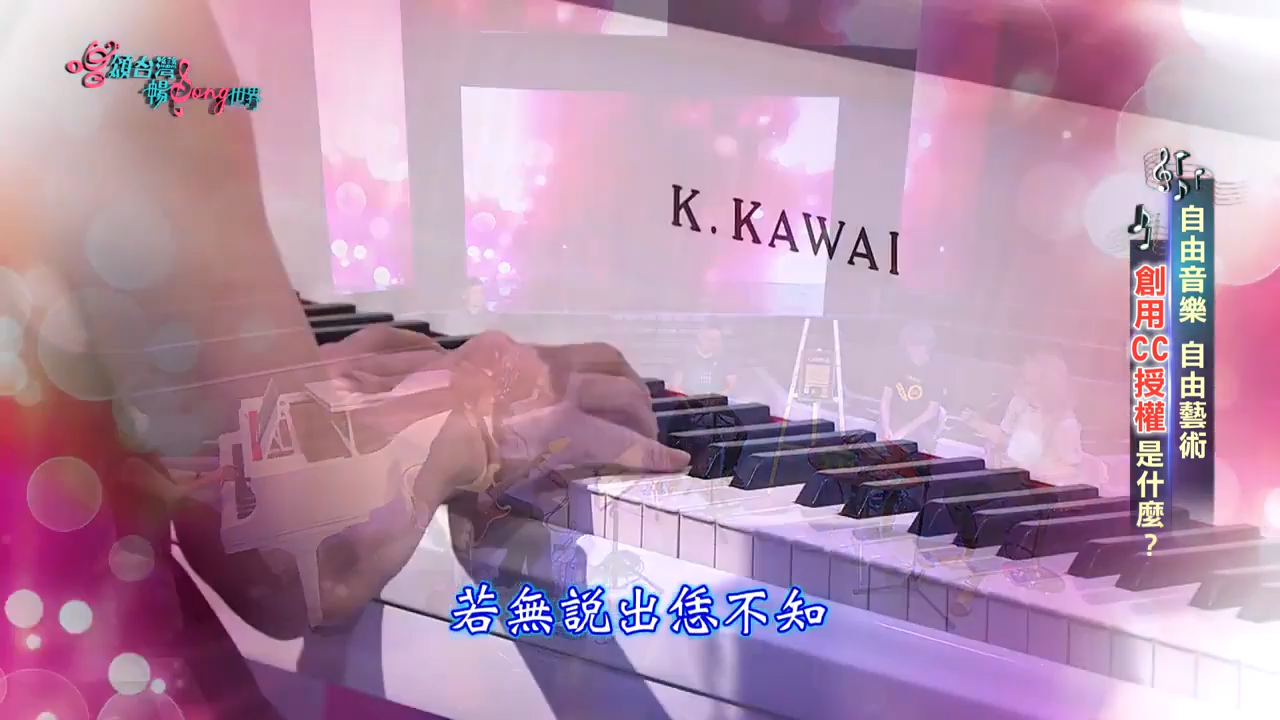 頌台灣
暢Song世界
K. KAWAI
自由音樂 自由藝術
創用CC授權是什麼？
若無説出恁不知